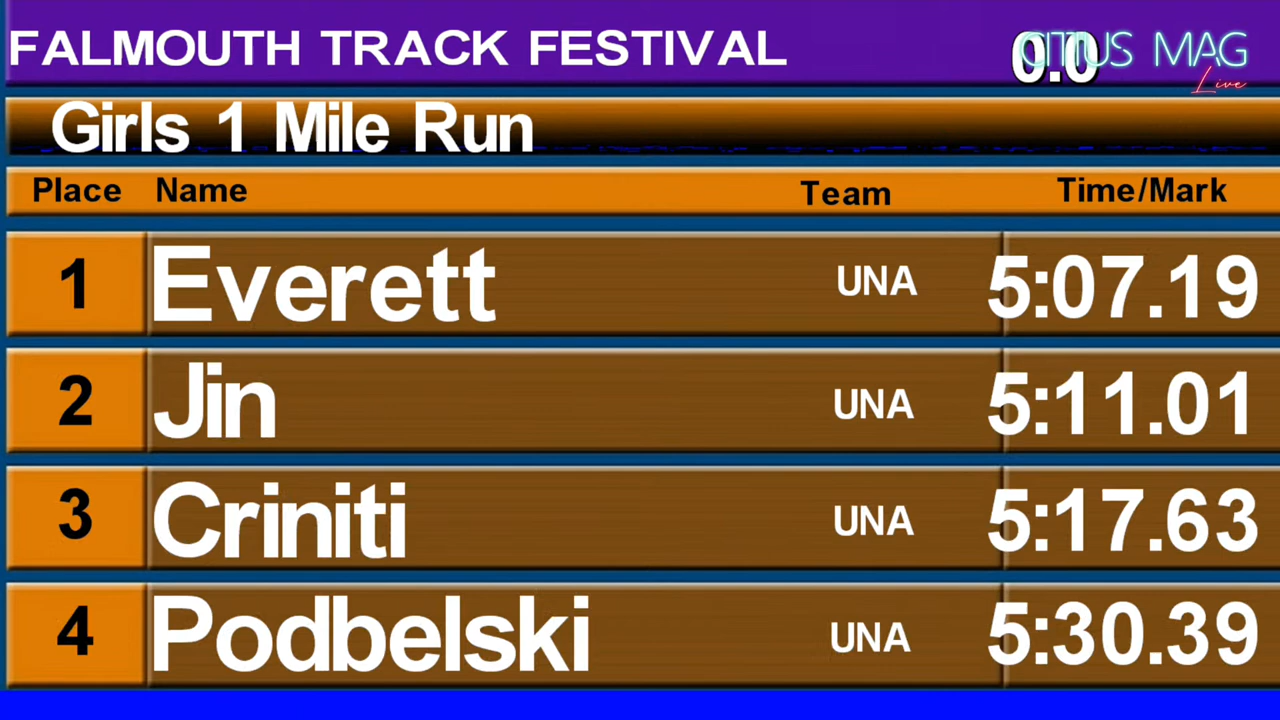 FALMOUTH TRACK FESTIVAL
0.0
CITIUS MAG
Live
Girls 1 Mile Run
Place Name Team Time/Mark
1 Everett UNA 5:07.19
2 Jin UNA 5:11.01
3 Criniti UNA 5:17.63
4 Podbelski UNA 5:30.39